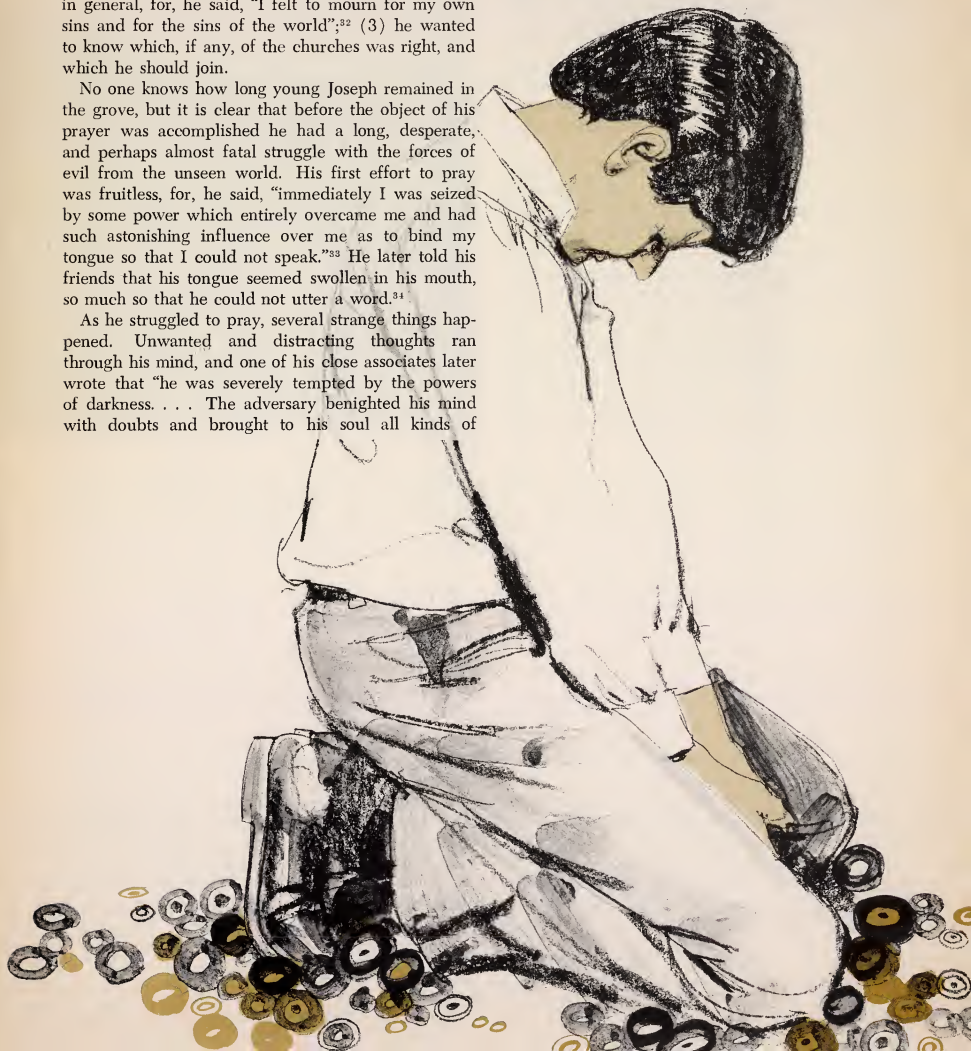 in general, for, he said, “I felt to mourn for my own
sins and for the sins of the world”;³² (3) he wanted
to know which, if any, of the churches was right, and
which he should join.
No one knows how long young Joseph remained in
the grove, but it is clear that before the object of his
prayer was accomplished he had a long, desperate,
and perhaps almost fatal struggle with the forces of
evil from the unseen world. His first effort to pray
was fruitless, for, he said, “immediately I was seized
by some power which entirely overcame me and had
such astonishing influence over me as to bind my
tongue so that I could not speak.”³³ He later told his
friends that his tongue seemed swollen in his mouth,
so much so that he could not utter a word.³⁴
As he struggled to pray, several strange things hap-
pened. Unwanted and distracting thoughts ran
through his mind, and one of his close associates later
wrote that “he was severely tempted by the powers
of darkness. . . . The adversary benighted his mind
with doubts and brought to his soul all kinds of